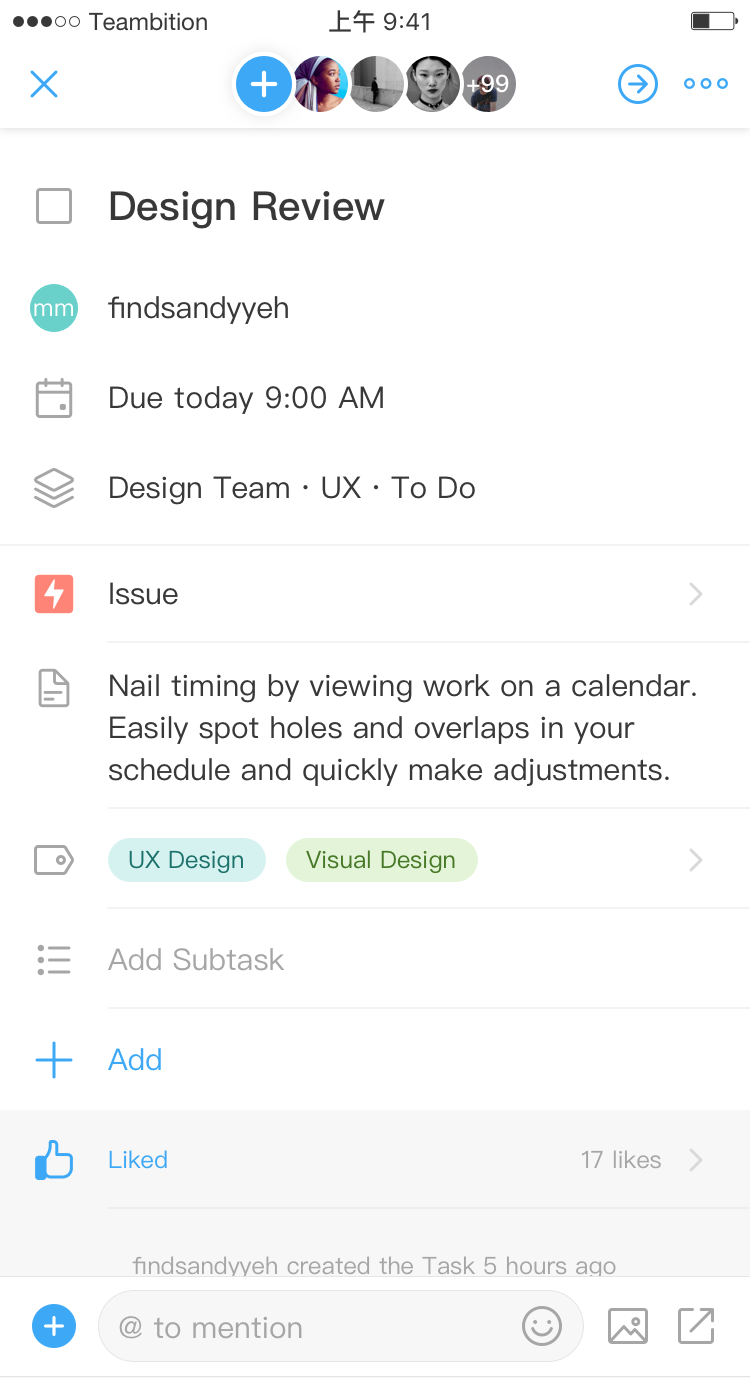 Teambition 上午 9:41
+99
Design Review
mm findsandyyeh
Due today 9:00 AM
Design Team · UX · To Do
Issue
Nail timing by viewing work on a calendar.
Easily spot holes and overlaps in your
schedule and quickly make adjustments.
UX Design Visual Design
Add Subtask
Add
Liked 17 likes
findsandyyeh created the Task 5 hours ago
@ to mention